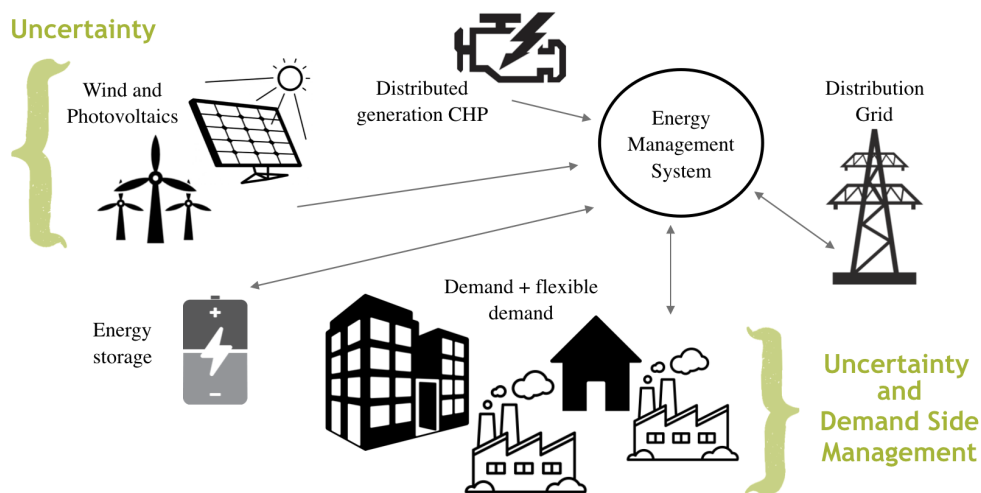 Uncertainty
Wind and
Photovoltaics
Distributed
generation CHP
Energy
Management
System
Distribution
Grid
Energy
storage
+
−
Demand + flexible
demand
Uncertainty
and
Demand Side
Management